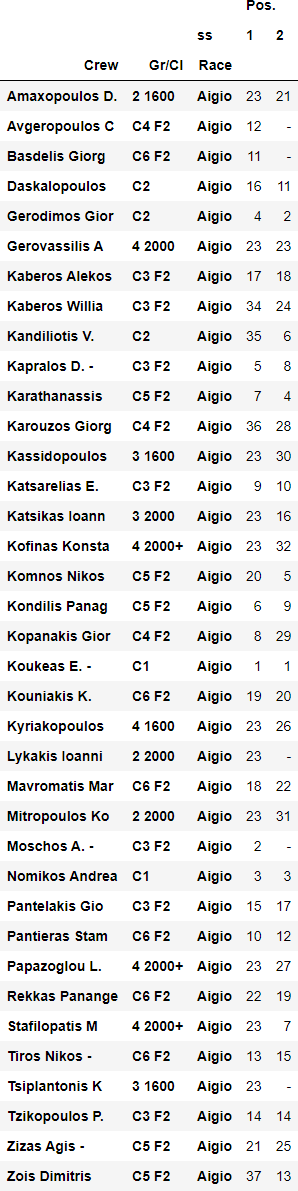 Pos.
ss 1 2
Crew Gr/Cl Race
Amaxopoulos D. 2 1600 Aigio 23 21
Avgeropoulos C C4 F2 Aigio 12 -
Basdelis Giorg C6 F2 Aigio 11 -
Daskalopoulos C2 Aigio 16 11
Gerodimos Gior C2 Aigio 4 2
Gerovassilis A 4 2000 Aigio 23 23
Kaberos Alekos C3 F2 Aigio 17 18
Kaberos Willia C3 F2 Aigio 34 24
Kandiliotis V. C2 Aigio 35 6
Kapralos D. - C3 F2 Aigio 5 8
Karathanassis C5 F2 Aigio 7 4
Karouzos Giorg C4 F2 Aigio 36 28
Kassidopoulos 3 1600 Aigio 23 30
Katsarelias E. C3 F2 Aigio 9 10
Katsikas Ioann 3 2000 Aigio 23 16
Kofinas Konsta 4 2000+ Aigio 23 32
Komnos Nikos C5 F2 Aigio 20 5
Kondilis Panag C5 F2 Aigio 6 9
Kopanakis Gior C4 F2 Aigio 8 29
Koukeas E. - C1 Aigio 1 1
Kouniakis K. C6 F2 Aigio 19 20
Kyriakopoulos 4 1600 Aigio 23 26
Lykakis Ioanni 2 2000 Aigio 23 -
Mavromatis Mar C6 F2 Aigio 18 22
Mitropoulos Ko 2 2000 Aigio 23 31
Moschos A. - C3 F2 Aigio 2 -
Nomikos Andrea C1 Aigio 3 3
Pantelakis Gio C3 F2 Aigio 15 17
Pantieras Stam C6 F2 Aigio 10 12
Papazoglou L. 4 2000+ Aigio 23 27
Rekkas Panange C6 F2 Aigio 22 19
Stafilopatis M 4 2000+ Aigio 23 7
Tiros Nikos - C6 F2 Aigio 13 15
Tsiplantonis K 3 1600 Aigio 23 -
Tzikopoulos P. C3 F2 Aigio 14 14
Zizas Agis - C5 F2 Aigio 21 25
Zois Dimitris C5 F2 Aigio 37 13